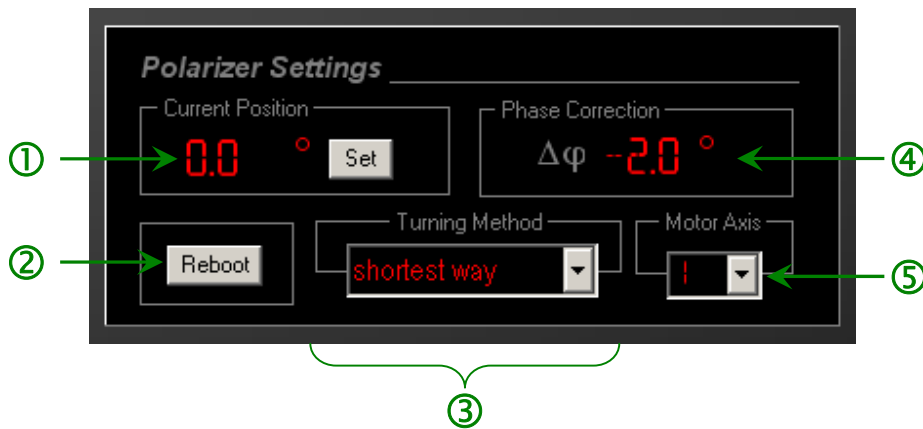 Polarizer Settings
Current Position
Phase Correction
① 0.0 ° Set
Δφ -2.0 ° ④
Turning Method
Motor Axis
② Reboot
shortest way
1 ⑤
③